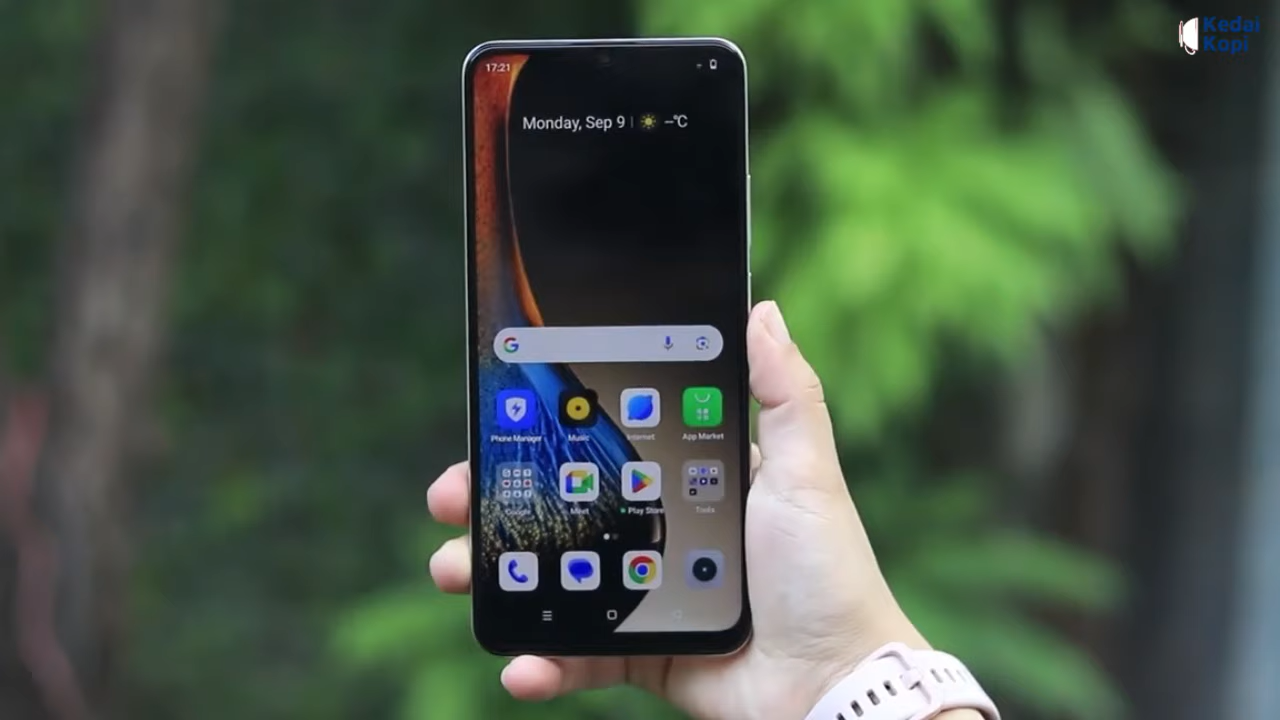 Kedai
Kopi
17:21
Monday, Sep 9 | --°C
Phone Manager Music Internet App Market
Google Meet Play Store Tools